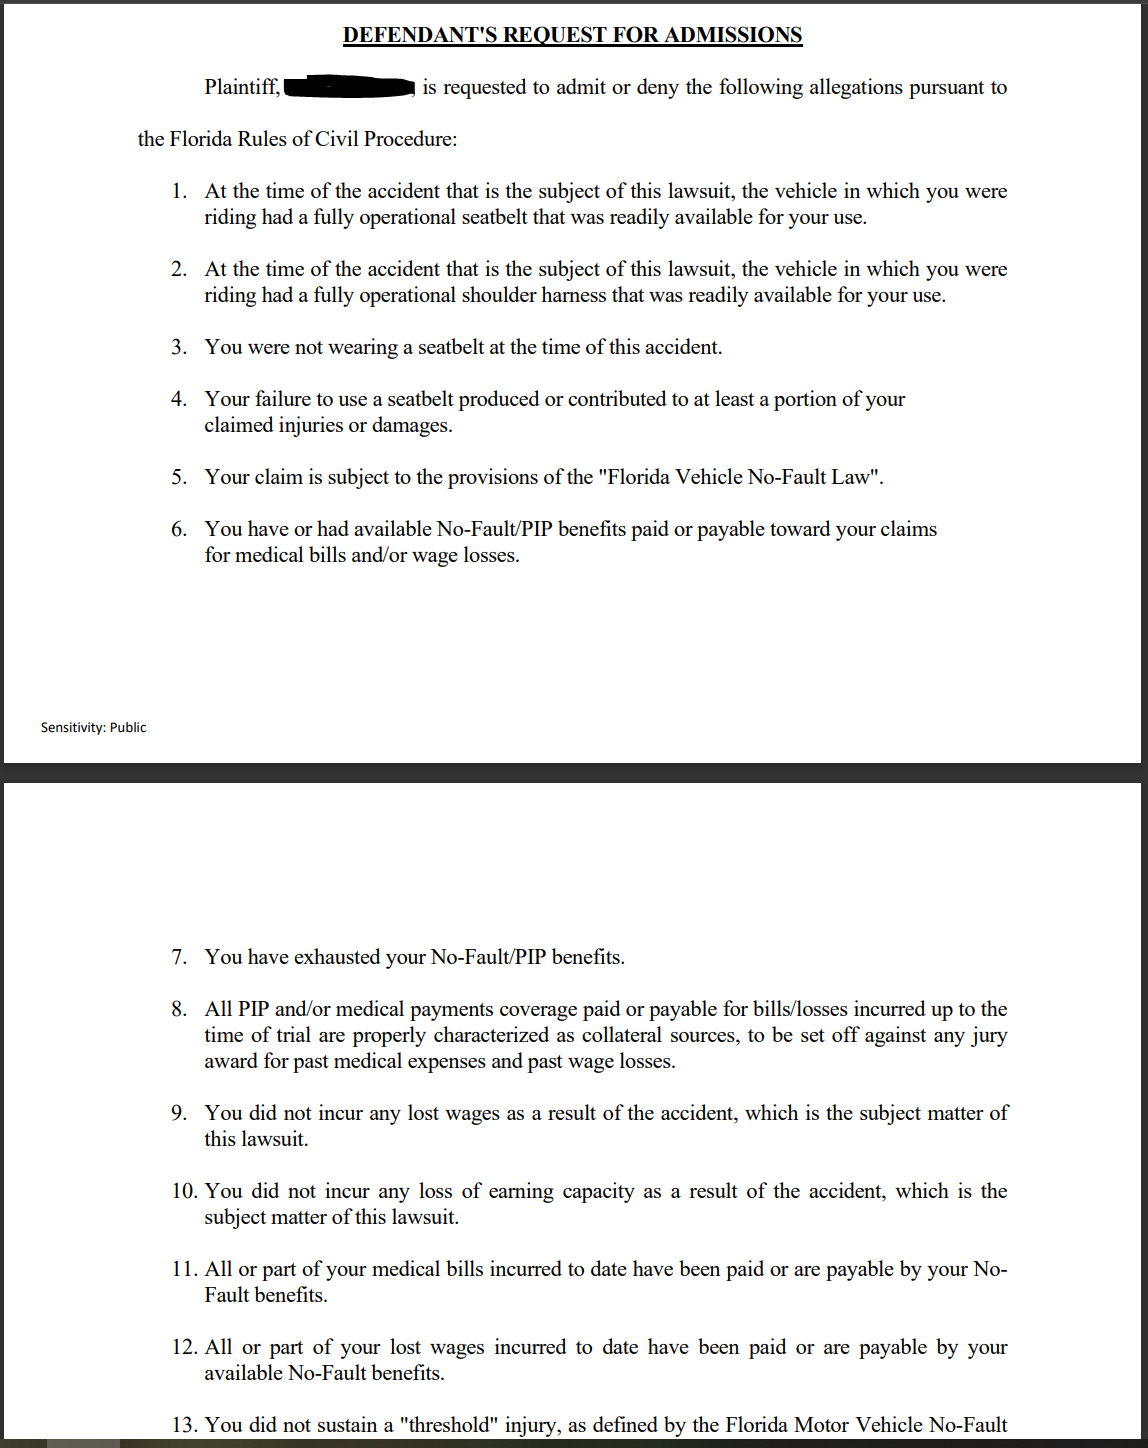 DEFENDANT'S REQUEST FOR ADMISSIONS
Plaintiff, , is requested to admit or deny the following allegations pursuant to
the Florida Rules of Civil Procedure:
1. At the time of the accident that is the subject of this lawsuit, the vehicle in which you were
riding had a fully operational seatbelt that was readily available for your use.
2. At the time of the accident that is the subject of this lawsuit, the vehicle in which you were
riding had a fully operational shoulder harness that was readily available for your use.
3. You were not wearing a seatbelt at the time of this accident.
4. Your failure to use a seatbelt produced or contributed to at least a portion of your
claimed injuries or damages.
5. Your claim is subject to the provisions of the "Florida Vehicle No-Fault Law".
6. You have or had available No-Fault/PIP benefits paid or payable toward your claims
for medical bills and/or wage losses.
Sensitivity: Public
7. You have exhausted your No-Fault/PIP benefits.
8. All PIP and/or medical payments coverage paid or payable for bills/losses incurred up to the
time of trial are properly characterized as collateral sources, to be set off against any jury
award for past medical expenses and past wage losses.
9. You did not incur any lost wages as a result of the accident, which is the subject matter of
this lawsuit.
10. You did not incur any loss of earning capacity as a result of the accident, which is the
subject matter of this lawsuit.
11. All or part of your medical bills incurred to date have been paid or are payable by your No-
Fault benefits.
12. All or part of your lost wages incurred to date have been paid or are payable by your
available No-Fault benefits.
13. You did not sustain a "threshold" injury, as defined by the Florida Motor Vehicle No-Fault